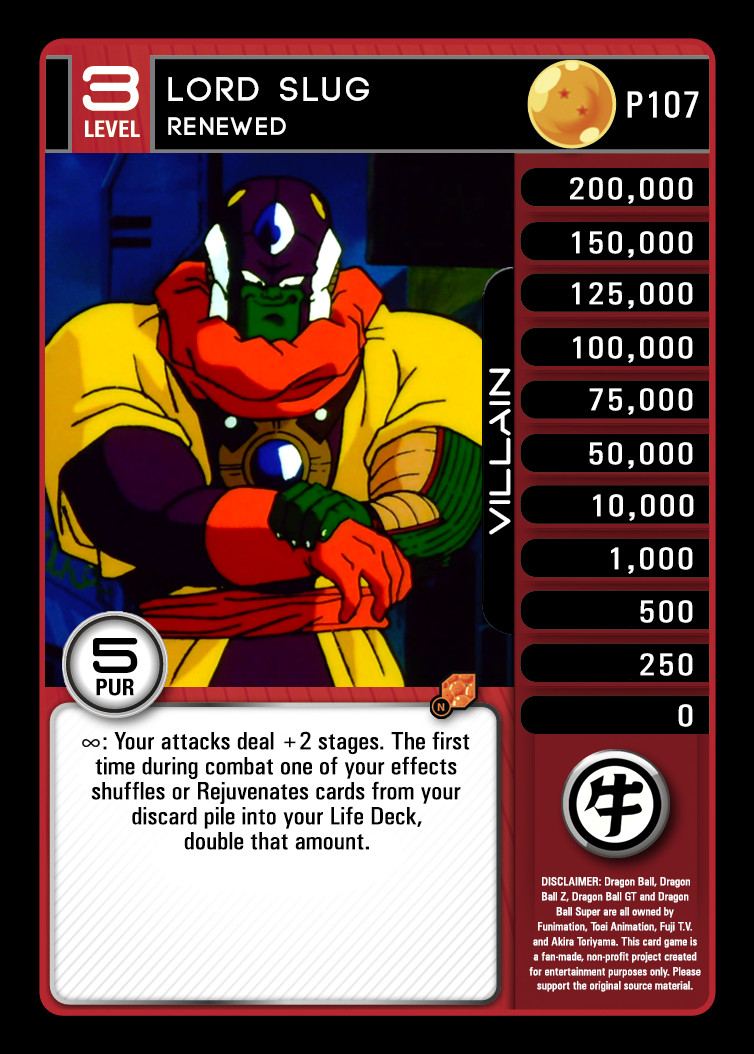 3
LEVEL
LORD SLUG
RENEWED
P107
200,000
150,000
125,000
100,000
75,000
50,000
10,000
1,000
500
250
0
VILLAIN
5
PUR
N
∞: Your attacks deal +2 stages. The first
time during combat one of your effects
shuffles or Rejuvenates cards from your
discard pile into your Life Deck,
double that amount.
牛
DISCLAIMER: Dragon Ball, Dragon
Ball Z, Dragon Ball GT and Dragon
Ball Super are all owned by
Funimation, Toei Animation, Fuji T.V.
and Akira Toriyama. This card game is
a fan-made, non-profit project created
for entertainment purposes only. Please
support the original source material.